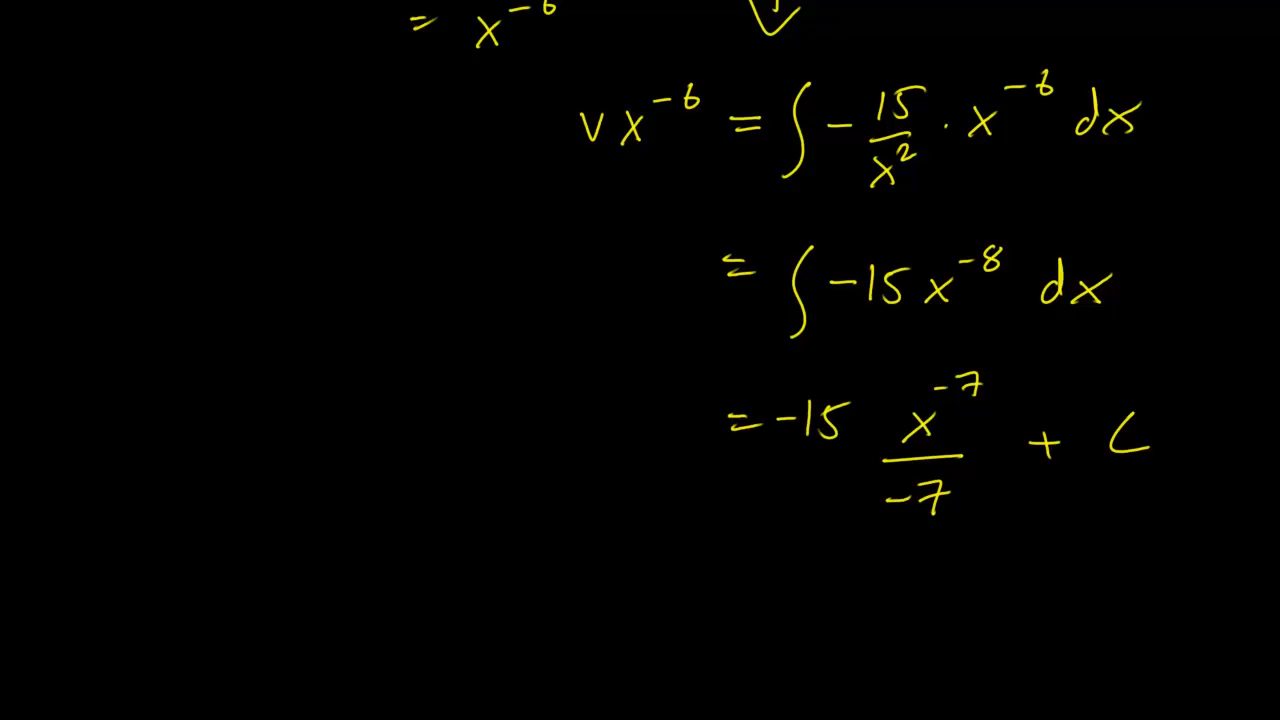 = x^{-6}
v x^{-6} = ∫ - 15/x^2 · x^{-6} dx
= ∫ -15 x^{-8} dx
= -15 x^{-7}/-7 + C